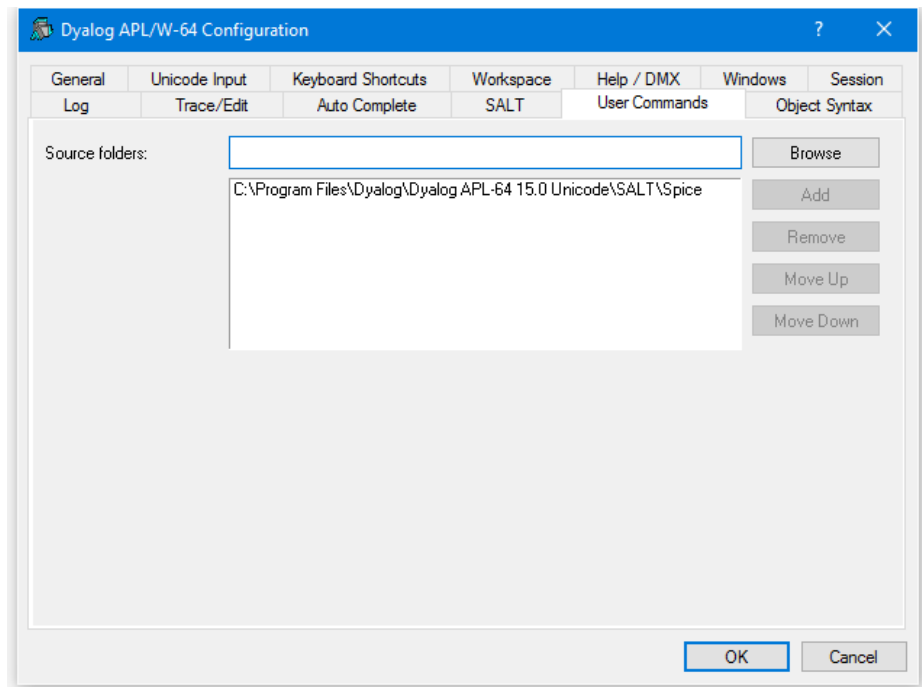 Dyalog APL/W-64 Configuration ? ×
General Unicode Input Keyboard Shortcuts Workspace Help / DMX Windows Session
Log Trace/Edit Auto Complete SALT User Commands Object Syntax
Source folders: Browse
C:\Program Files\Dyalog\Dyalog APL-64 15.0 Unicode\SALT\Spice
Add
Remove
Move Up
Move Down
OK Cancel